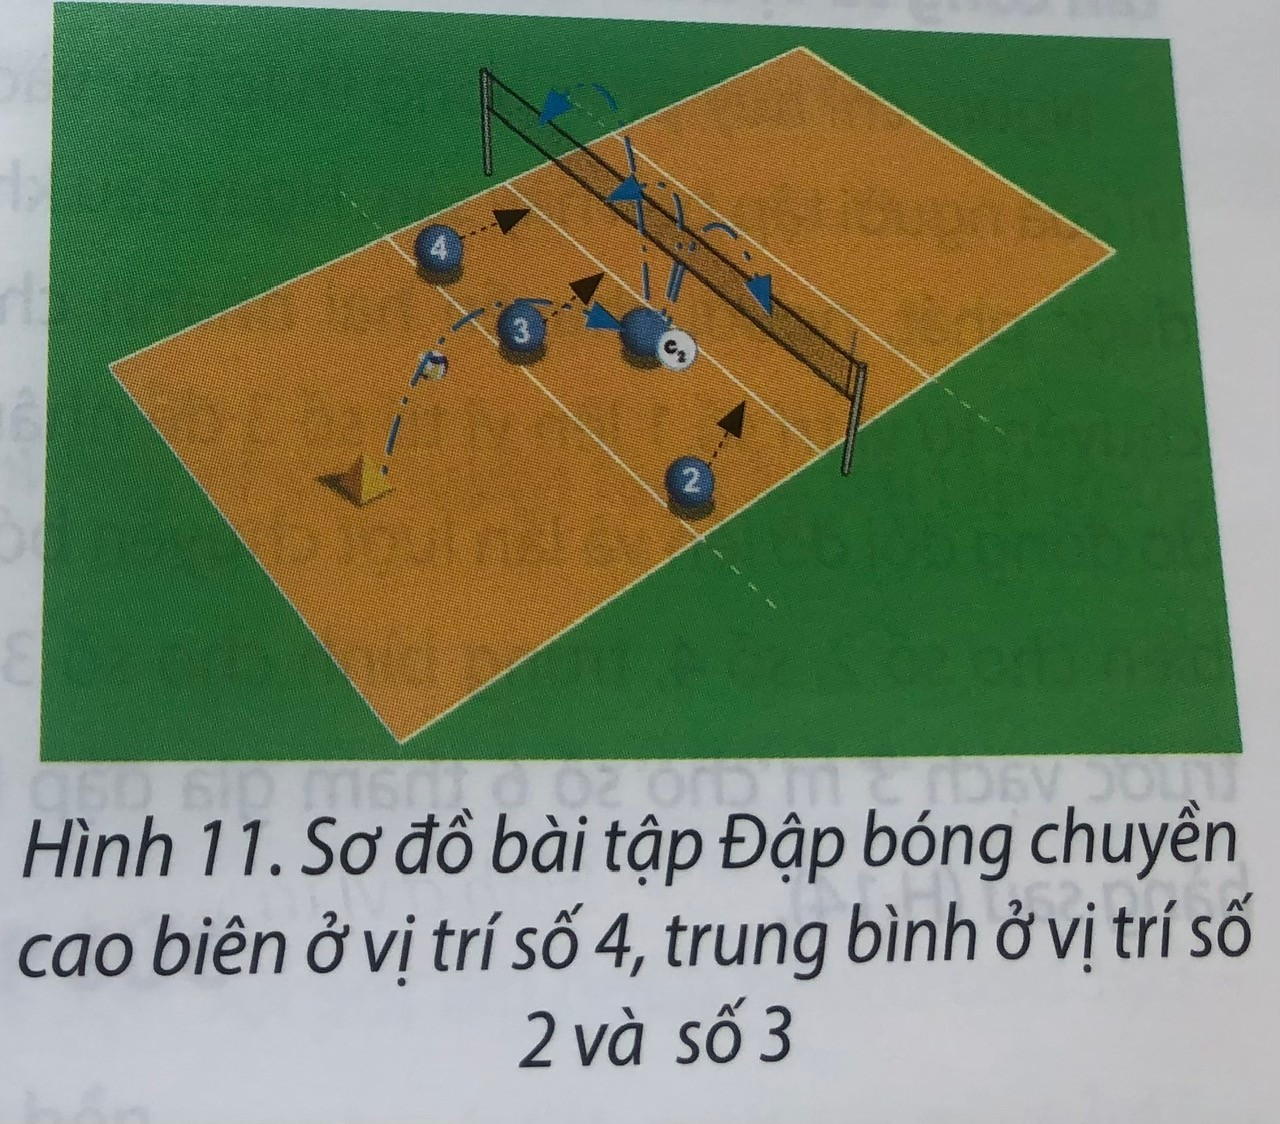 4
3
C₂
2
Hình 11. Sơ đồ bài tập Đập bóng chuyền
cao biên ở vị trí số 4, trung bình ở vị trí số
2 và số 3